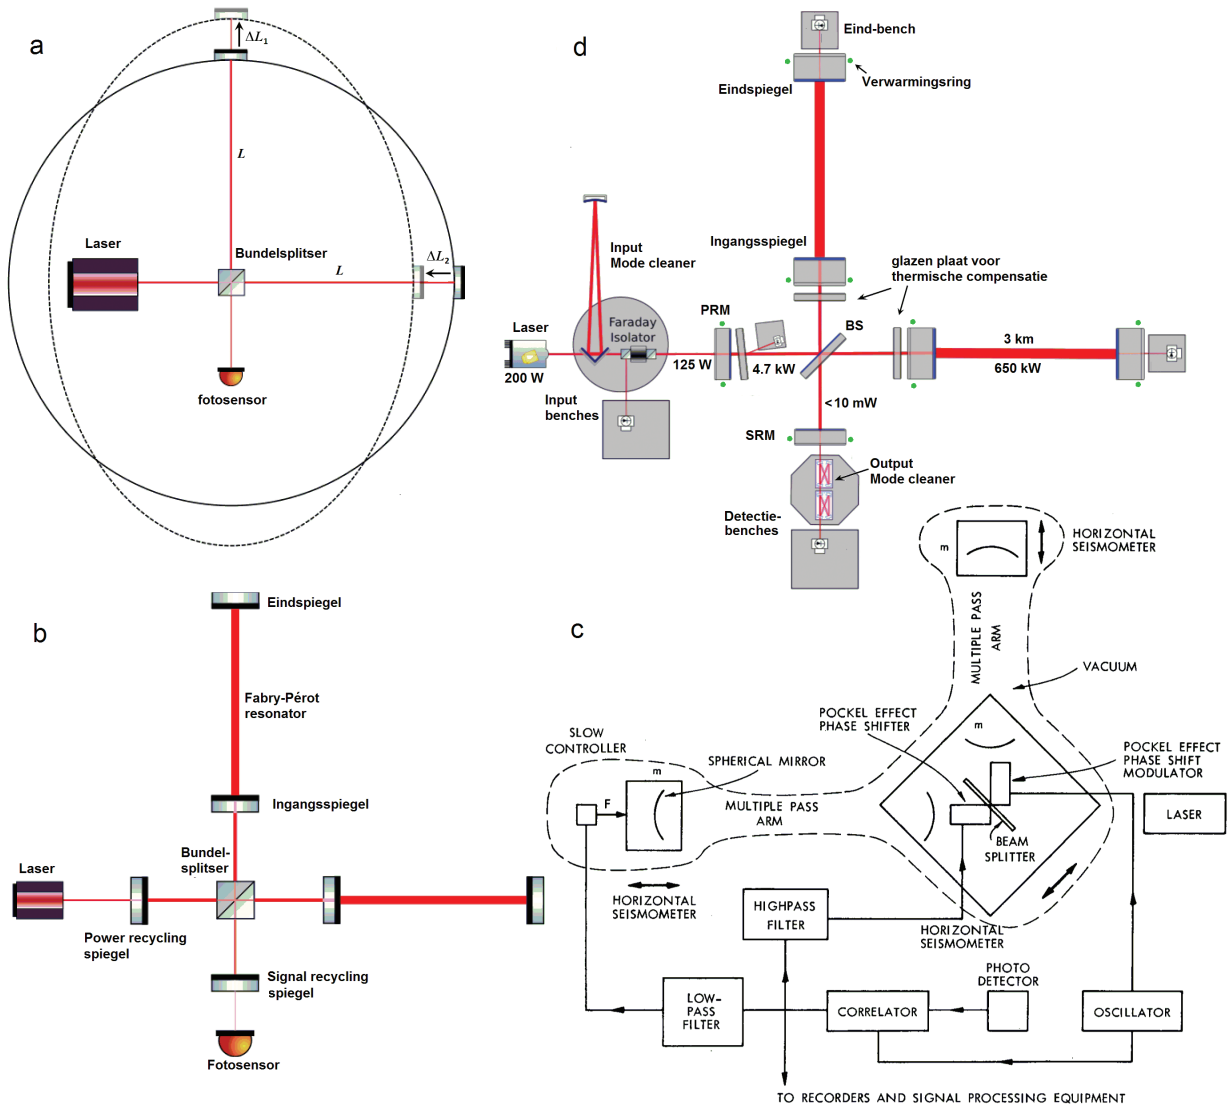 a
ΔL1
L
Laser
Bundelsplitser
L
ΔL2
fotosensor
d
Eind-bench
Eindspiegel
Verwarmingsring
Input
Mode cleaner
Ingangsspiegel
glazen plaat voor
thermische compensatie
Laser
200 W
Faraday
Isolator
PRM
BS
125 W
4.7 kW
3 km
650 kW
Input
benches
<10 mW
SRM
Output
Mode cleaner
Detectie-
benches
b
Eindspiegel
Fabry-Pérot
resonator
Ingangsspiegel
Bundel-
splitser
Laser
Power recycling
spiegel
Signal recycling
spiegel
Fotosensor
c
m
HORIZONTAL
SEISMOMETER
MULTIPLE PASS
ARM
VACUUM
POCKEL EFFECT
PHASE SHIFTER
m
SLOW
CONTROLLER
m
SPHERICAL MIRROR
POCKEL EFFECT
PHASE SHIFT
MODULATOR
F
MULTIPLE PASS
ARM
LASER
BEAM
SPLITTER
HORIZONTAL
SEISMOMETER
HIGHPASS
FILTER
HORIZONTAL
SEISMOMETER
PHOTO
DETECTOR
LOW-
PASS
FILTER
CORRELATOR
OSCILLATOR
TO RECORDERS AND SIGNAL PROCESSING EQUIPMENT